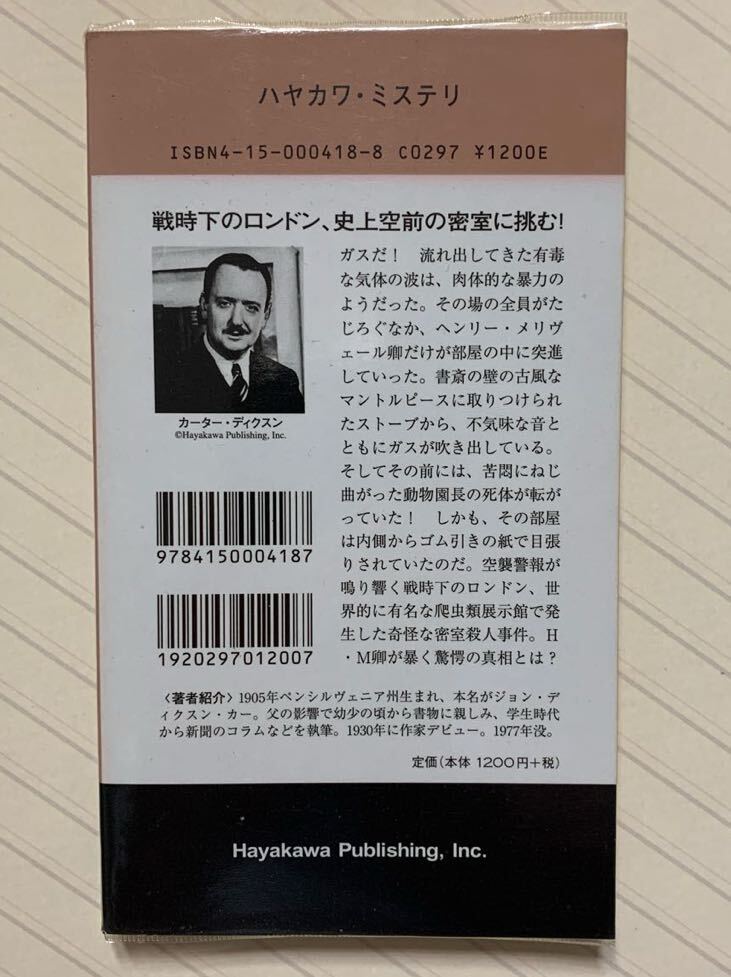 ハヤカワ・ミステリ
ISBN4-15-000418-8 C0297 ¥1200E
戦時下のロンドン、史上空前の密室に挑む!
ガスだ! 流れ出してきた有毒
な気体の波は、肉体的な暴力の
ようだった。その場の全員がた
じろぐなか、ヘンリー・メリヴ
ェール卿だけが部屋の中に突進
していった。書斎の壁の古風な
マントルピースに取りつけられ
たストーブから、不気味な音と
ともにガスが吹き出している。
そしてその前には、苦悶にねじ
曲がった動物園長の死体が転が
っていた! しかも、その部屋
は内側からゴム引きの紙で目張
りされていたのだ。空襲警報が
鳴り響く戦時下のロンドン、世
界的に有名な爬虫類展示館で発
生した奇怪な密室殺人事件。H
・M卿が暴く驚愕の真相とは?
カーター・ディクスン
©Hayakawa Publishing, Inc.
9784150004187
1920297012007
〈著者紹介〉1905年ペンシルヴェニア州生まれ、本名がジョン・デ
ィクスン・カー。父の影響で幼少の頃から書物に親しみ、学生時代
から新聞のコラムなどを執筆。1930年に作家デビュー。1977年没。
定価(本体 1200円+税)
Hayakawa Publishing, Inc.